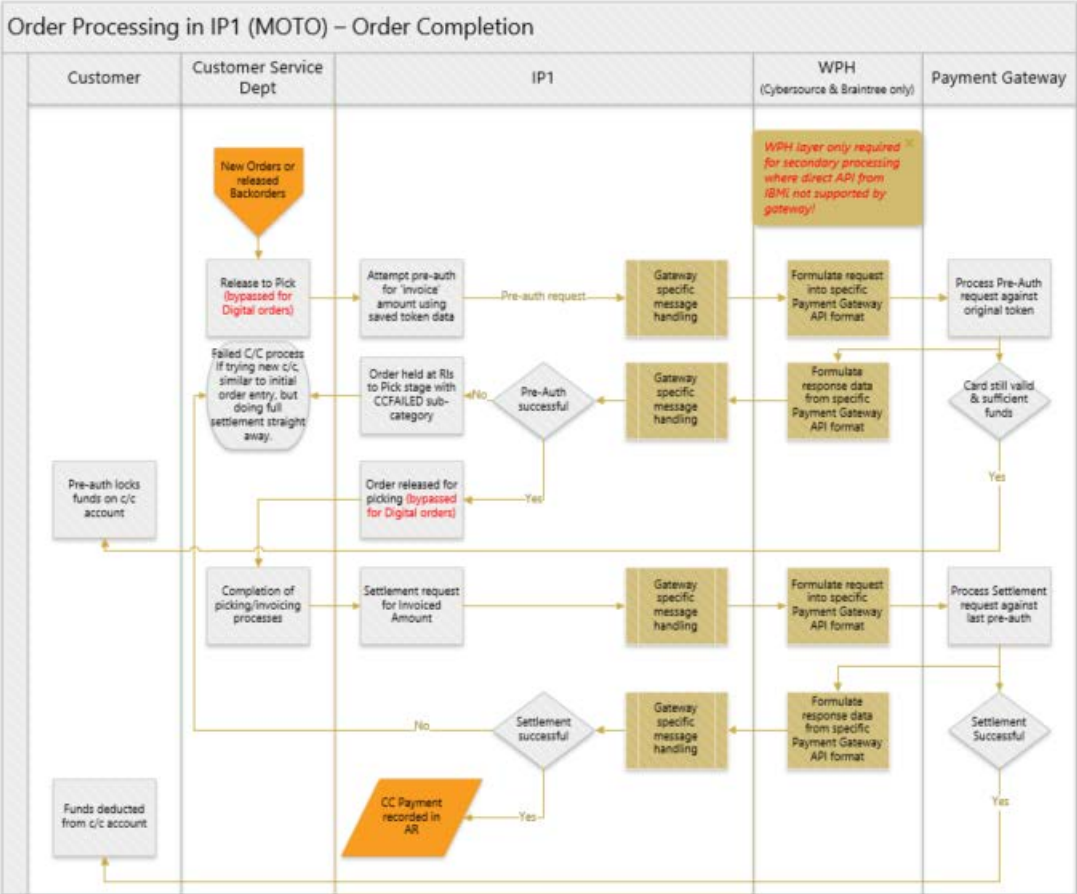 Order Processing in IP1 (MOTO) – Order Completion
Customer
Customer Service
Dept
IP1
WPH
(Cybersource & Braintree only)
Payment Gateway
New Orders or
released
Backorders
WPH layer only required
for secondary processing
where direct API from
IBMi not supported by
gateway!
Release to Pick
(bypassed for
Digital orders)
Attempt pre-auth
for 'invoice'
amount using
saved token data
Pre-auth request
Gateway
specific
message
handling
Formulate request
into specific
Payment Gateway
API format
Process Pre-Auth
request against
original token
Failed C/C process
If trying new c/c,
similar to initial
order entry, but
doing full
settlement straight
away.
Order held at Rls
to Pick stage with
CCFAILED sub-
category
No
Pre-Auth
successful
Gateway
specific
message
handling
Formulate
response data
from specific
Payment Gateway
API format
Card still valid
& sufficient
funds
Yes
Pre-auth locks
funds on c/c
account
Order released for
picking (bypassed
for Digital orders)
Yes
Completion of
picking/invoicing
processes
Settlement request
for Invoiced
Amount
Gateway
specific
message
handling
Formulate request
into specific
Payment Gateway
API format
Process Settlement
request against
last pre-auth
No
Settlement
successful
Gateway
specific
message
handling
Formulate
response data
from specific
Payment Gateway
API format
Settlement
Successful
Yes
Funds deducted
from c/c account
CC Payment
recorded in
AR
Yes